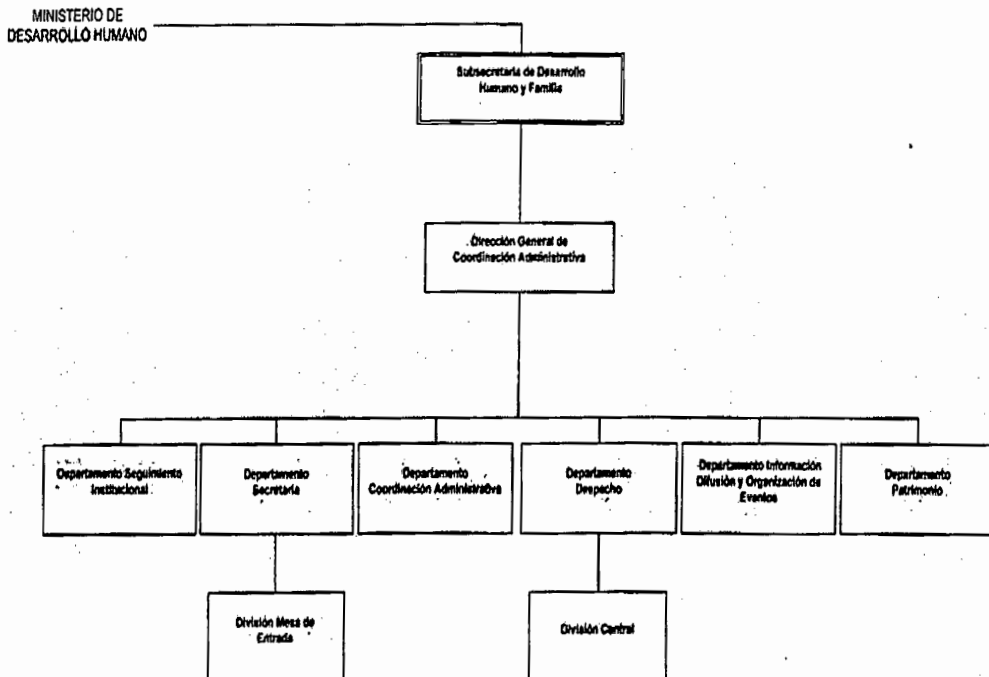 MINISTERIO DE
DESARROLLO HUMANO
Subsecretaria de Desarrollo
Humano y Familia
Dirección General de
Coordinación Administrativa
Departamento Seguimiento
Institucional
Departamento
Secretaria
Departamento
Coordinación Administrativa
Departamento
Despacho
Departamento Información
Difusión y Organización de
Eventos
Departamento
Patrimonio
División Mesa de
Entrada
División Central